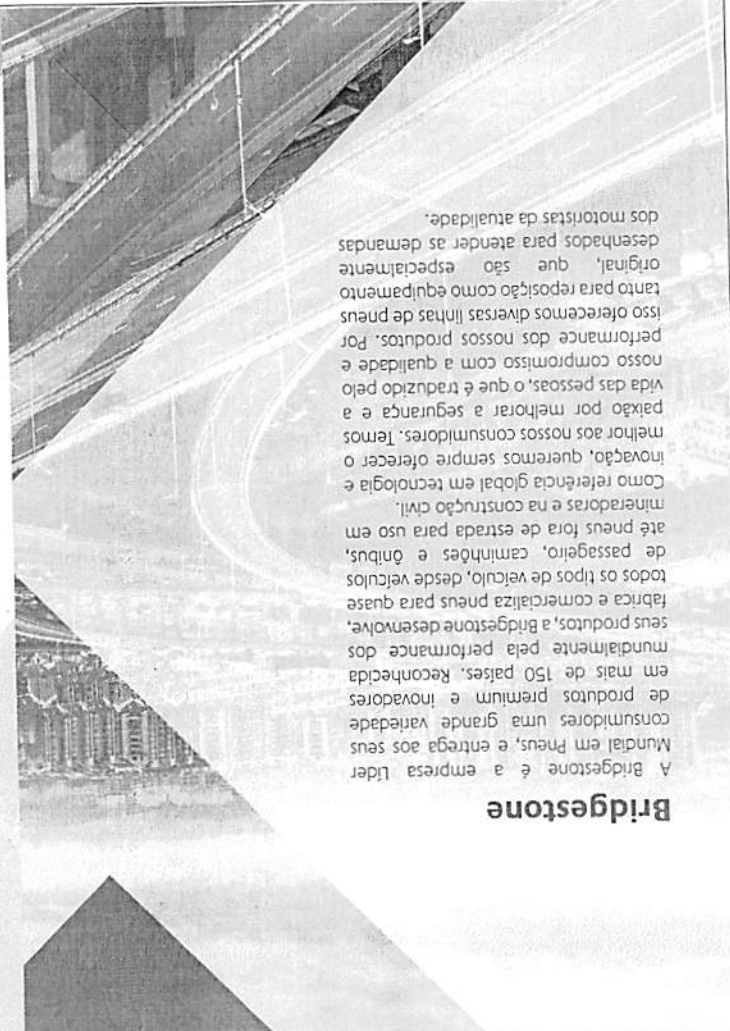 Bridgestone
A Bridgestone é a empresa Líder
Mundial em Pneus, e entrega aos seus
consumidores uma grande variedade
de produtos premium e inovadores
em mais de 150 países. Reconhecida
mundialmente pela performance dos
seus produtos, a Bridgestone desenvolve,
fabrica e comercializa pneus para quase
todos os tipos de veículo, desde veículos
de passageiro, caminhões e ônibus,
até pneus fora de estrada para uso em
mineradoras e na construção civil.
Como referência global em tecnologia e
inovação, queremos sempre oferecer o
melhor aos nossos consumidores. Temos
paixão por melhorar a segurança e a
vida das pessoas, o que é traduzido pelo
nosso compromisso com a qualidade e
performance dos nossos produtos. Por
isso oferecemos diversas linhas de pneus
tanto para reposição como equipamento
original, que são especialmente
desenhados para atender as demandas
dos motoristas da atualidade.